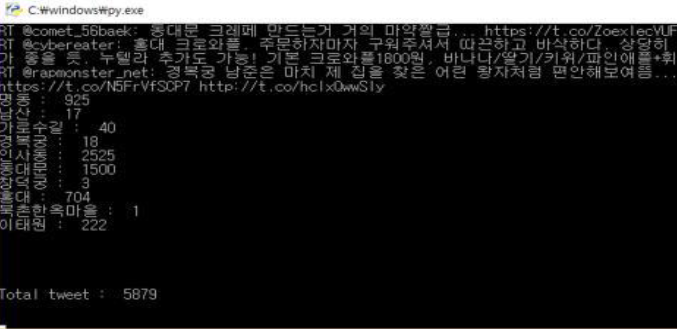 C:₩windows₩py.exe
RT @comet_56baek: 동대문 크레페 만드는거 거의 마약짤급... https://t.co/ZoexlecVUF
RT @cybereater: 홍대 크로와플. 주문하자마자 구워주셔서 따끈하고 바삭하다. 상당히
가 좋을 듯. 누텔라 추가도 가능! 기본 크로와플1800원, 바나나/딸기/키위/파인애플+휘
RT @rapmonster_net: 경복궁 남준은 마치 제 집을 찾은 어린 왕자처럼 편안해보여뜸...
https://t.co/N5FrVfSCP7 http://t.co/hclxQwwSly
명동 : 925
남산 : 17
가로수길 : 40
경복궁 : 18
인사동 : 2525
동대문 : 1500
창덕궁 : 3
홍대 : 704
북촌한옥마을 : 1
이태원 : 222
Total tweet : 5879